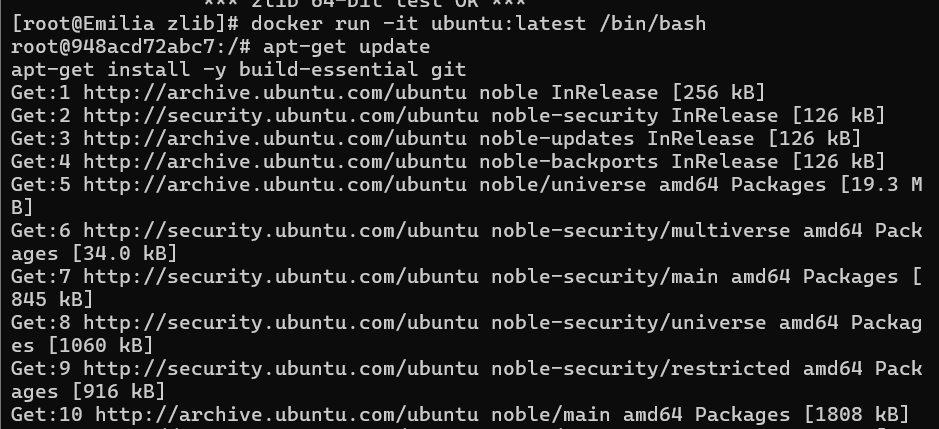 *** zlib 64-bit test OK ***
[root@Emilia zlib]# docker run -it ubuntu:latest /bin/bash
root@948acd72abc7:/# apt-get update
apt-get install -y build-essential git
Get:1 http://archive.ubuntu.com/ubuntu noble InRelease [256 kB]
Get:2 http://security.ubuntu.com/ubuntu noble-security InRelease [126 kB]
Get:3 http://archive.ubuntu.com/ubuntu noble-updates InRelease [126 kB]
Get:4 http://archive.ubuntu.com/ubuntu noble-backports InRelease [126 kB]
Get:5 http://archive.ubuntu.com/ubuntu noble/universe amd64 Packages [19.3 M
B]
Get:6 http://security.ubuntu.com/ubuntu noble-security/multiverse amd64 Pack
ages [34.0 kB]
Get:7 http://security.ubuntu.com/ubuntu noble-security/main amd64 Packages [
845 kB]
Get:8 http://security.ubuntu.com/ubuntu noble-security/universe amd64 Packag
es [1060 kB]
Get:9 http://security.ubuntu.com/ubuntu noble-security/restricted amd64 Pack
ages [916 kB]
Get:10 http://archive.ubuntu.com/ubuntu noble/main amd64 Packages [1808 kB]